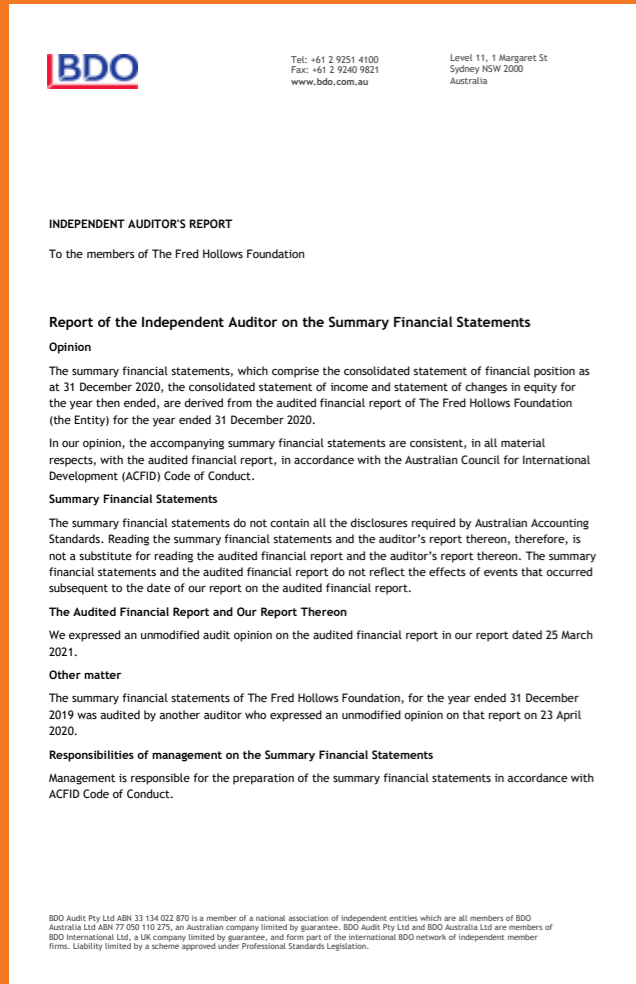 BDO
Tel: +61 2 9251 4100
Fax: +61 2 9240 9821
www.bdo.com.au
Level 11, 1 Margaret St
Sydney NSW 2000
Australia
INDEPENDENT AUDITOR'S REPORT
To the members of The Fred Hollows Foundation
Report of the Independent Auditor on the Summary Financial Statements
Opinion
The summary financial statements, which comprise the consolidated statement of financial position as
at 31 December 2020, the consolidated statement of income and statement of changes in equity for
the year then ended, are derived from the audited financial report of The Fred Hollows Foundation
(the Entity) for the year ended 31 December 2020.
In our opinion, the accompanying summary financial statements are consistent, in all material
respects, with the audited financial report, in accordance with the Australian Council for International
Development (ACFID) Code of Conduct.
Summary Financial Statements
The summary financial statements do not contain all the disclosures required by Australian Accounting
Standards. Reading the summary financial statements and the auditor's report thereon, therefore, is
not a substitute for reading the audited financial report and the auditor's report thereon. The summary
financial statements and the audited financial report do not reflect the effects of events that occurred
subsequent to the date of our report on the audited financial report.
The Audited Financial Report and Our Report Thereon
We expressed an unmodified audit opinion on the audited financial report in our report dated 25 March
2021.
Other matter
The summary financial statements of The Fred Hollows Foundation, for the year ended 31 December
2019 was audited by another auditor who expressed an unmodified opinion on that report on 23 April
2020.
Responsibilities of management on the Summary Financial Statements
Management is responsible for the preparation of the summary financial statements in accordance with
ACFID Code of Conduct.
BDO Audit Pty Ltd ABN 33 134 022 870 is a member of a national association of independent entities which are all members of BDO
Australia Ltd ABN 77 050 110 275, an Australian company limited by guarantee. BDO Audit Pty Ltd and BDO Australia Ltd are members of
BDO International Ltd, a UK company limited by guarantee, and form part of the international BDO network of independent member
firms. Liability limited by a scheme approved under Professional Standards Legislation.